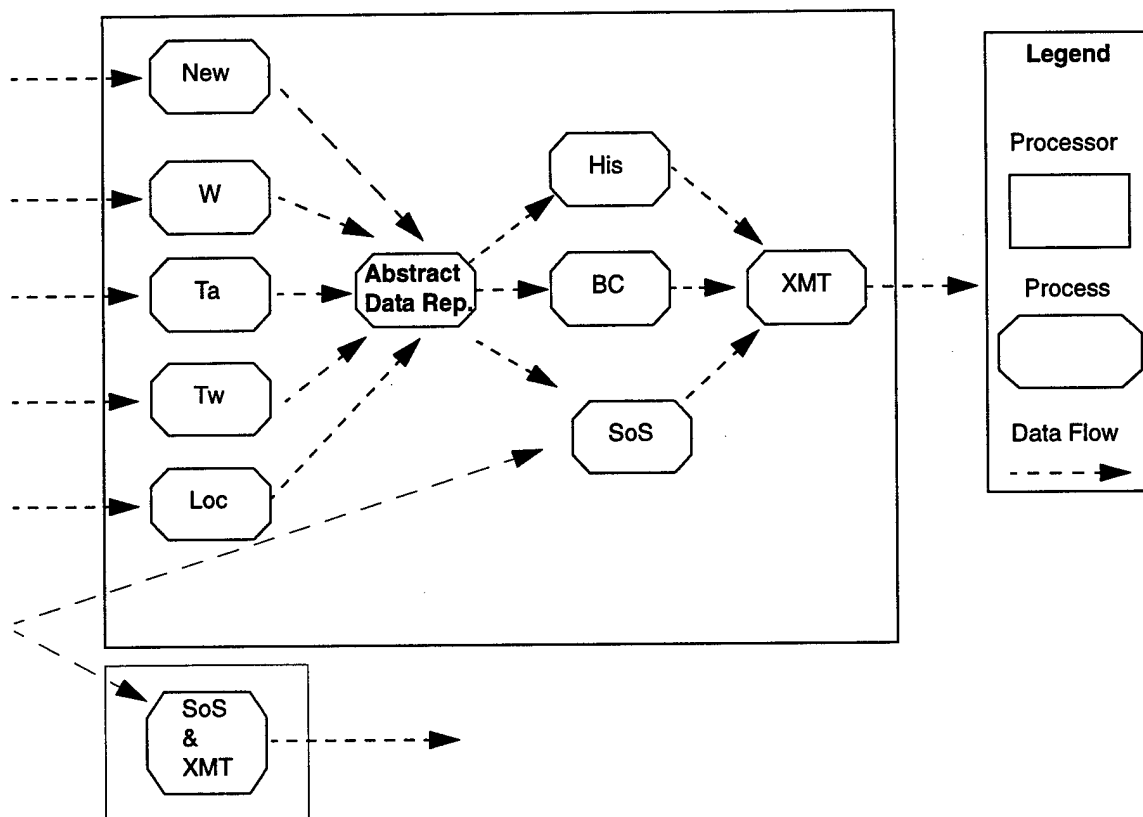 New
W
Ta
Tw
Loc
Abstract
Data Rep.
His
BC
SoS
XMT
SoS
&
XMT
Legend
Processor
Process
Data Flow